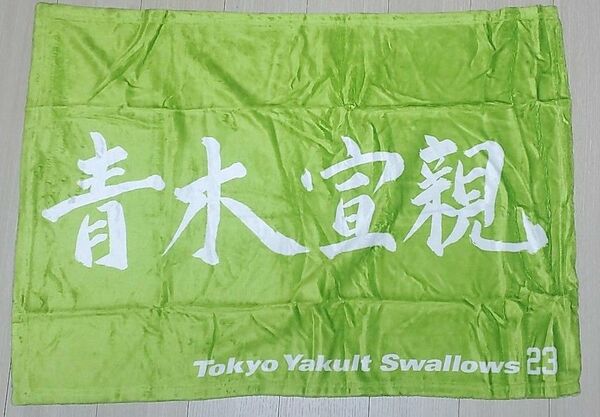 青木宣親
Tokyo Yakult Swallows 23